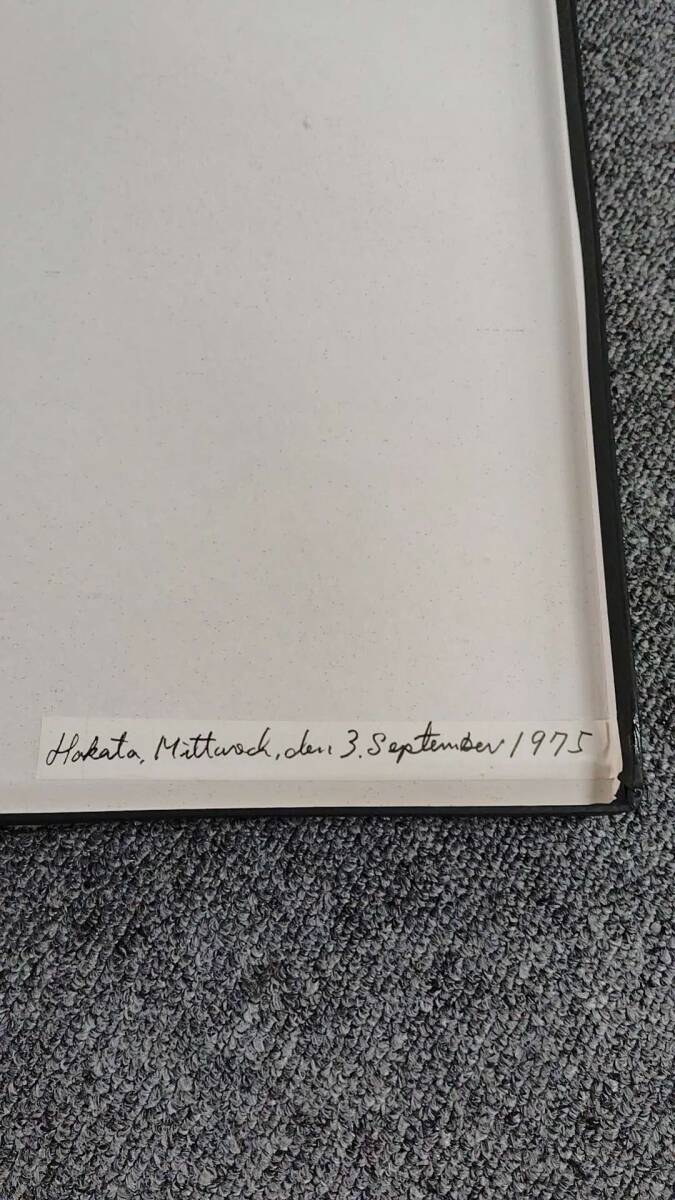 Hakata, Mittwoch, den 3. September 1975